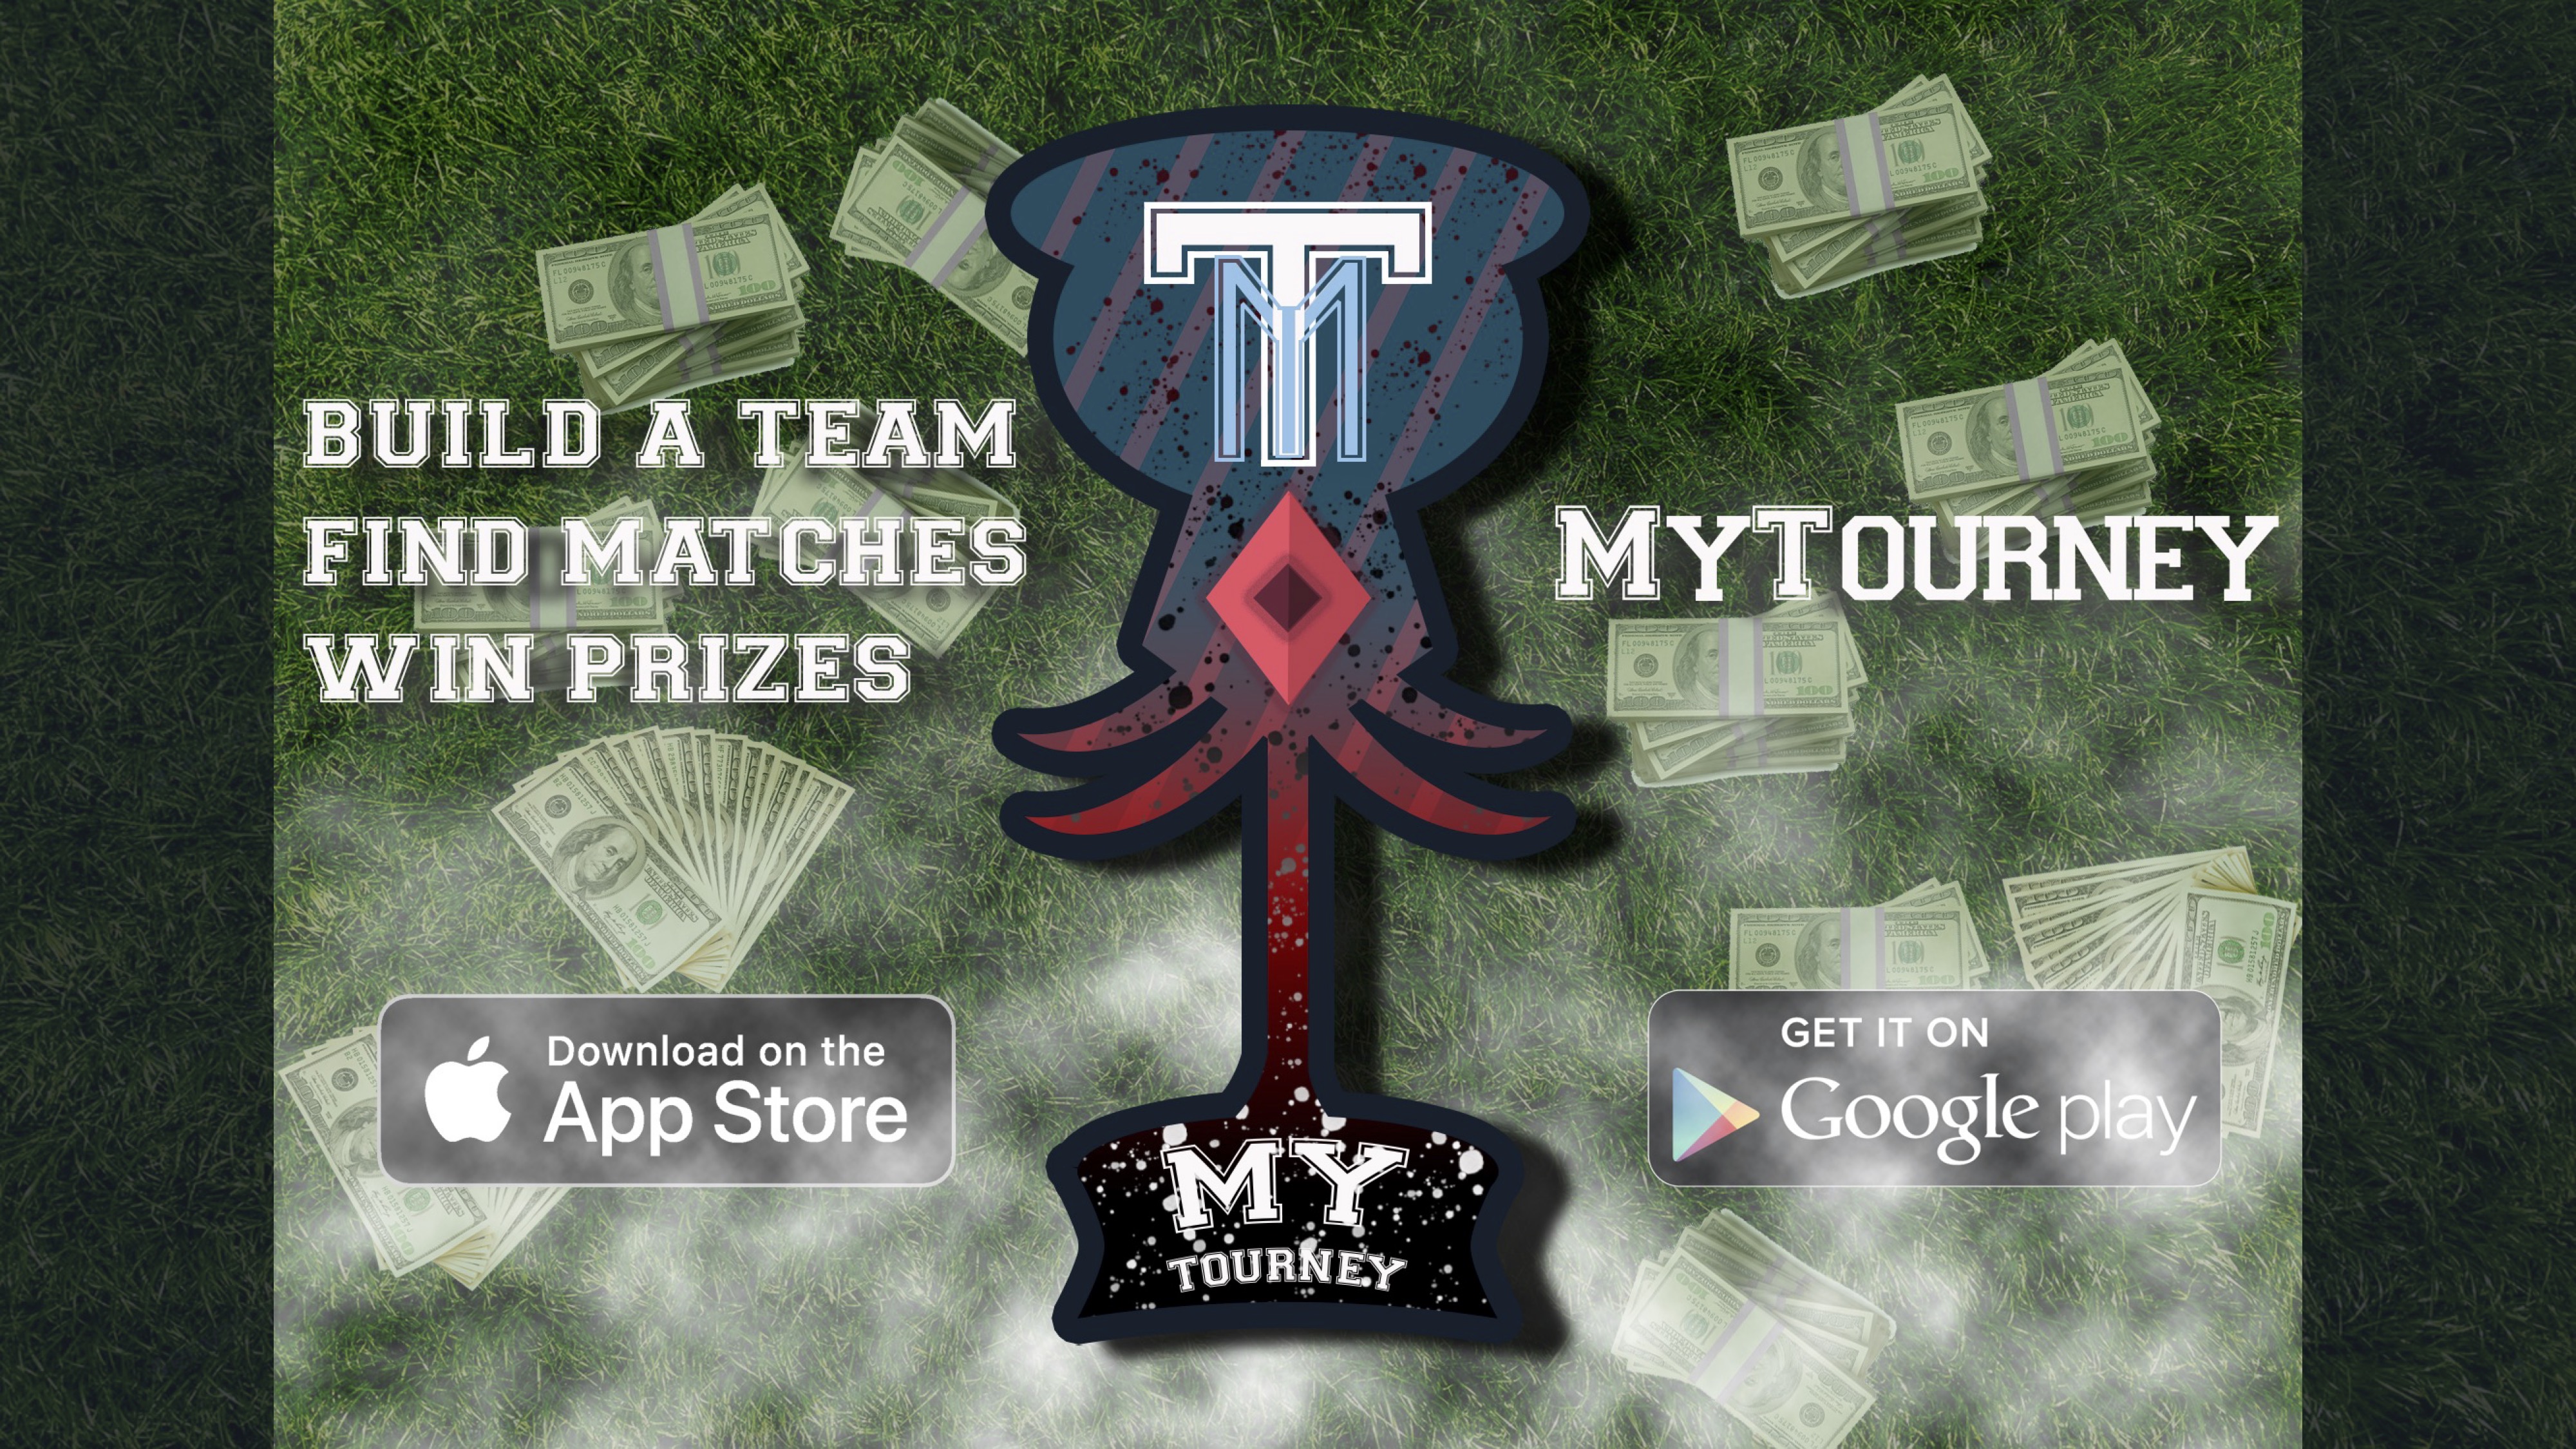 TM
BUILD A TEAM
FIND MATCHES
WIN PRIZES
MYTOURNEY
Download on the
App Store
GET IT ON
Google play
MY
TOURNEY